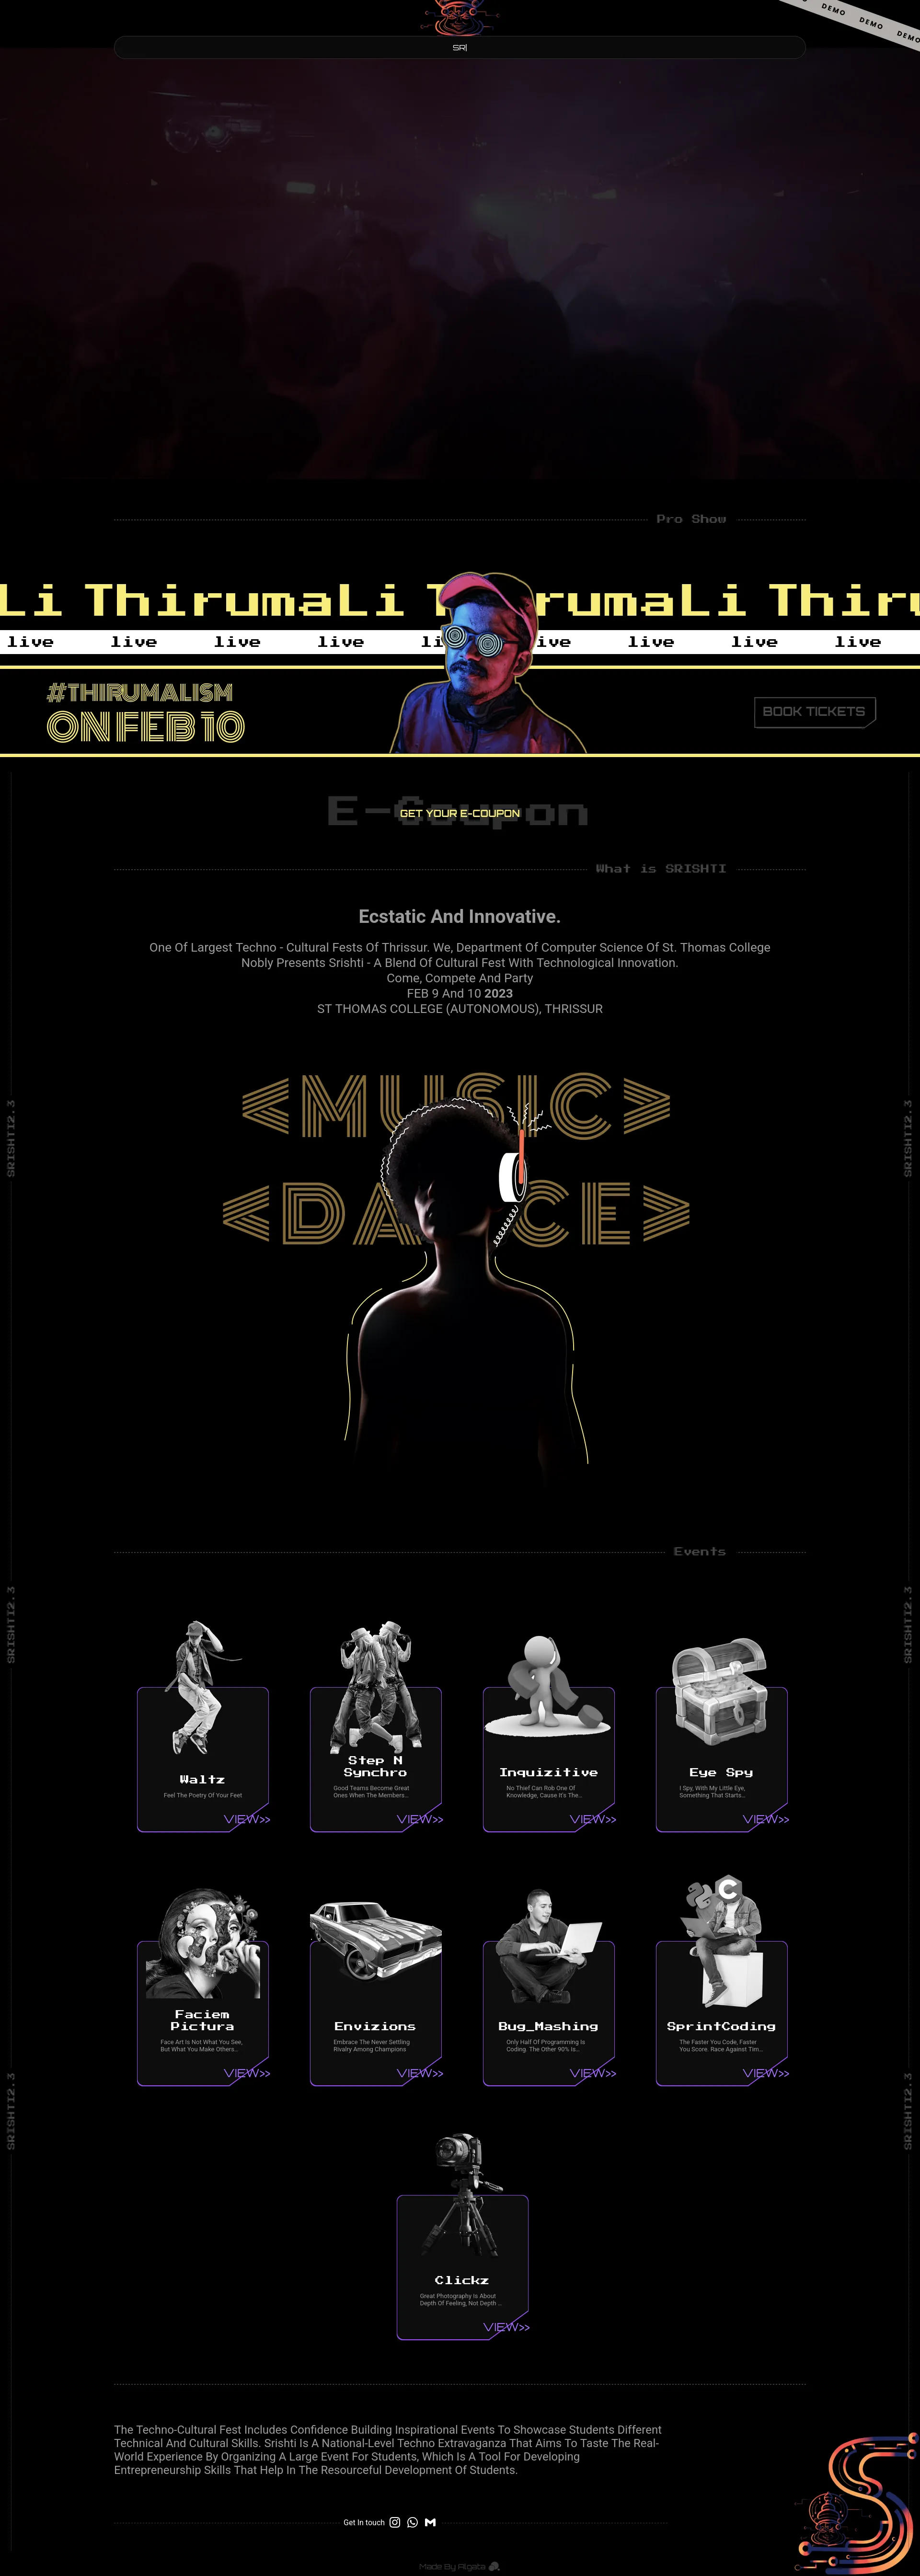 DEMO
DEMO
DEMO
SRI
Pro Show
Li ThirumaLi T rumaLi Thiru
live live live live li ive live live live
#THIRUMALISM
ON FEB 10
BOOK TICKETS
E-Coupon
GET YOUR E-COUPON
What is SRISHTI
Ecstatic And Innovative.
One Of Largest Techno - Cultural Fests Of Thrissur. We, Department Of Computer Science Of St. Thomas College
Nobly Presents Srishti - A Blend Of Cultural Fest With Technological Innovation.
Come, Compete And Party
FEB 9 And 10 2023
ST THOMAS COLLEGE (AUTONOMOUS), THRISSUR
SRISHTI2.3
SRISHTI2.3
<MUSIC>
<DANCE>
Events
SRISHTI2.3
SRISHTI2.3
Waltz
Feel The Poetry Of Your Feet
VIEW>>
Step N
Synchro
Good Teams Become Great
Ones When The Members...
VIEW>>
Inquizitive
No Thief Can Rob One Of
Knowledge, Cause It's The...
VIEW>>
Eye Spy
I Spy, With My Little Eye,
Something That Starts...
VIEW>>
Faciem
Pictura
Face Art Is Not What You See,
But What You Make Others...
VIEW>>
Envizions
Embrace The Never Settling
Rivalry Among Champions
VIEW>>
Bug_Mashing
Only Half Of Programming Is
Coding. The Other 90% Is...
VIEW>>
C
SprintCoding
The Faster You Code, Faster
You Score. Race Against Tim...
VIEW>>
SRISHTI2.3
SRISHTI2.3
Clickz
Great Photography Is About
Depth Of Feeling, Not Depth ...
VIEW>>
The Techno-Cultural Fest Includes Confidence Building Inspirational Events To Showcase Students Different
Technical And Cultural Skills. Srishti Is A National-Level Techno Extravaganza That Aims To Taste The Real-
World Experience By Organizing A Large Event For Students, Which Is A Tool For Developing
Entrepreneurship Skills That Help In The Resourceful Development Of Students.
Get In touch
Made By Allgata